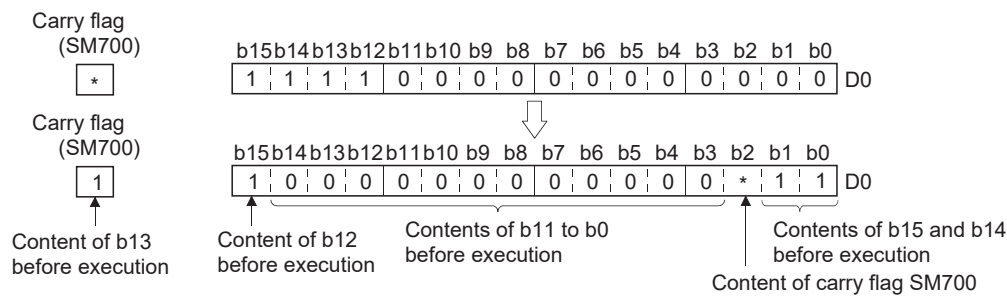 Carry flag
(SM700)
b15 b14 b13 b12 b11 b10 b9 b8 b7 b6 b5 b4 b3 b2 b1 b0
* 1 1 1 1 0 0 0 0 0 0 0 0 0 0 0 0 D0
Carry flag
(SM700)
b15 b14 b13 b12 b11 b10 b9 b8 b7 b6 b5 b4 b3 b2 b1 b0
1 1 0 0 0 0 0 0 0 0 0 0 0 0 * 1 1 D0
Content of b13
before execution
Content of b12
before execution
Contents of b11 to b0
before execution
Contents of b15 and b14
before execution
Content of carry flag SM700